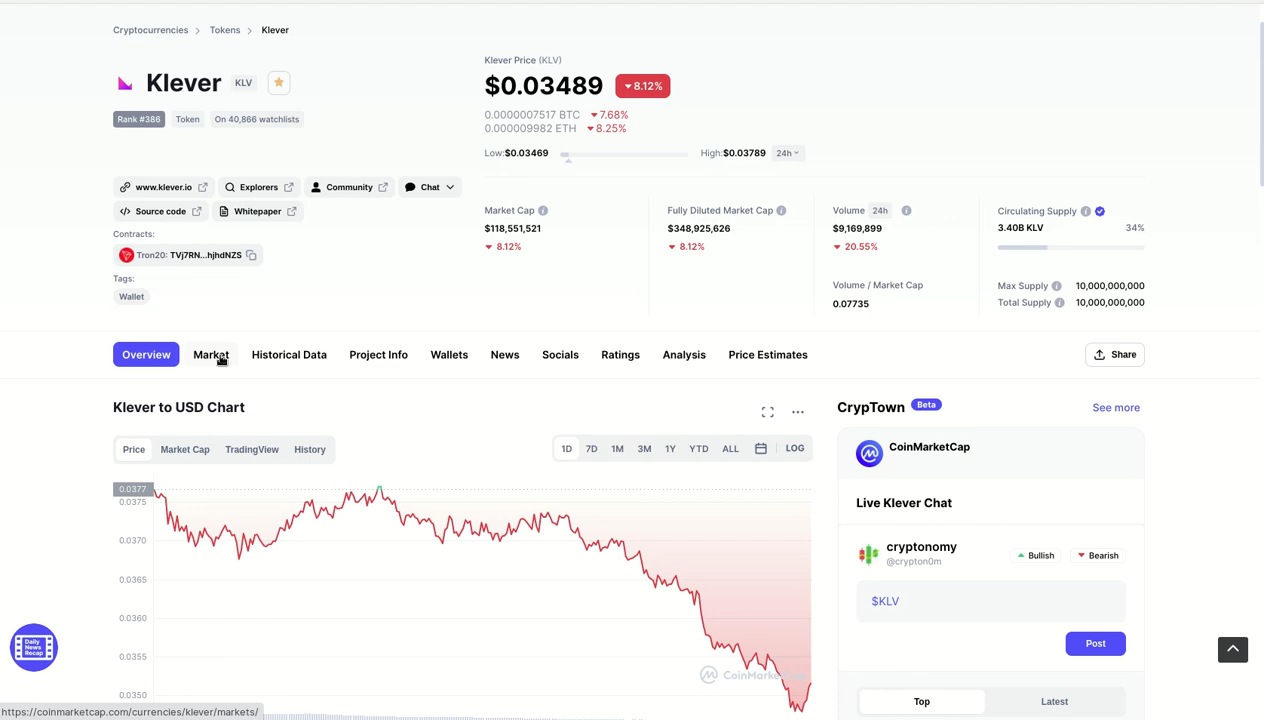 Cryptocurrencies > Tokens > Klever
Klever KLV
Rank #386 Token On 40,866 watchlists
www.klever.io Explorers Community Chat
Source code Whitepaper
Contracts:
Tron20: TVj7RN...hjhdNZS
Tags:
Wallet
Klever Price (KLV)
$0.03489 8.12%
0.0000007517 BTC 7.68%
0.000009982 ETH 8.25%
Low:$0.03469 High:$0.03789 24h
Market Cap
$118,551,521
8.12%
Fully Diluted Market Cap
$348,925,626
8.12%
Volume 24h
$9,169,899
20.55%
Volume / Market Cap
0.07735
Circulating Supply
3.40B KLV 34%
Max Supply 10,000,000,000
Total Supply 10,000,000,000
Overview Market Historical Data Project Info Wallets News Socials Ratings Analysis Price Estimates Share
Klever to USD Chart
Price Market Cap TradingView History 1D 7D 1M 3M 1Y YTD ALL LOG
0.0377
0.0375
0.0370
0.0365
0.0360
0.0355
0.0350
CoinMarketCap
CrypTown Beta See more
CoinMarketCap
Live Klever Chat
cryptonomy
@crypton0m
Bullish Bearish
$KLV
Post
Top Latest
Daily
News
Recap
https://coinmarketcap.com/currencies/klever/markets/